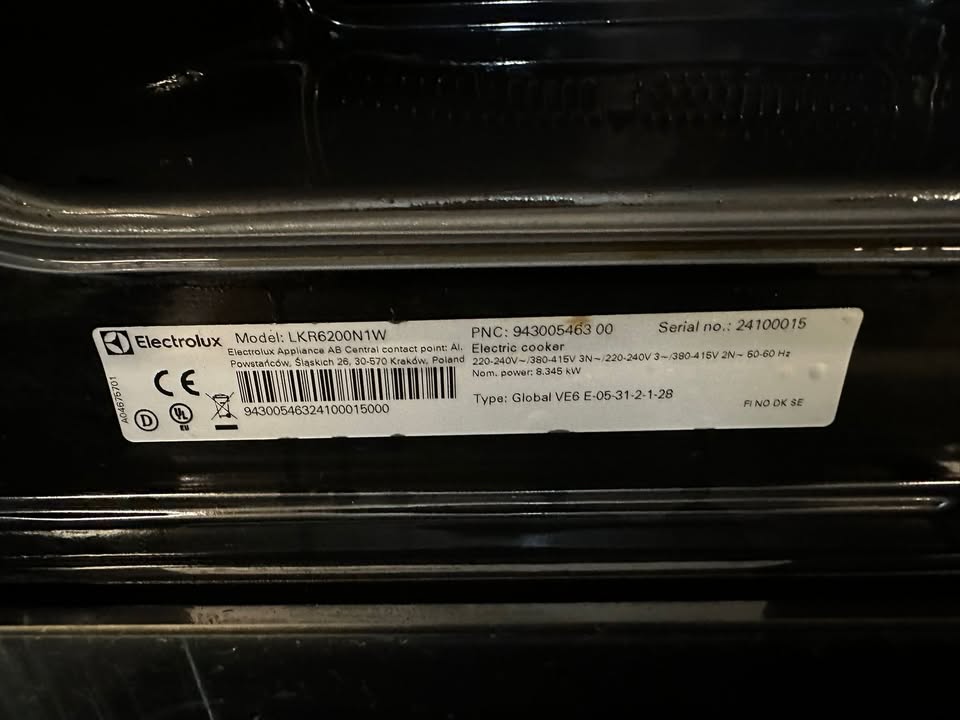 Electrolux
Model: LKR6200N1W
Electrolux Appliance AB Central contact point: Al.
Powstańców, Śląskich 26, 30-570 Kraków, Poland
94300546324100015000
A04676701
CE
D
UL
EU
PNC: 943005463 00
Serial no.: 24100015
Electric cooker
220-240V~/380-415V 3N~/220-240V 3~/380-415V 2N~ 50-60 Hz
Nom. power: 8.345 kW
Type: Global VE6 E-05-31-2-1-28
FI NO DK SE